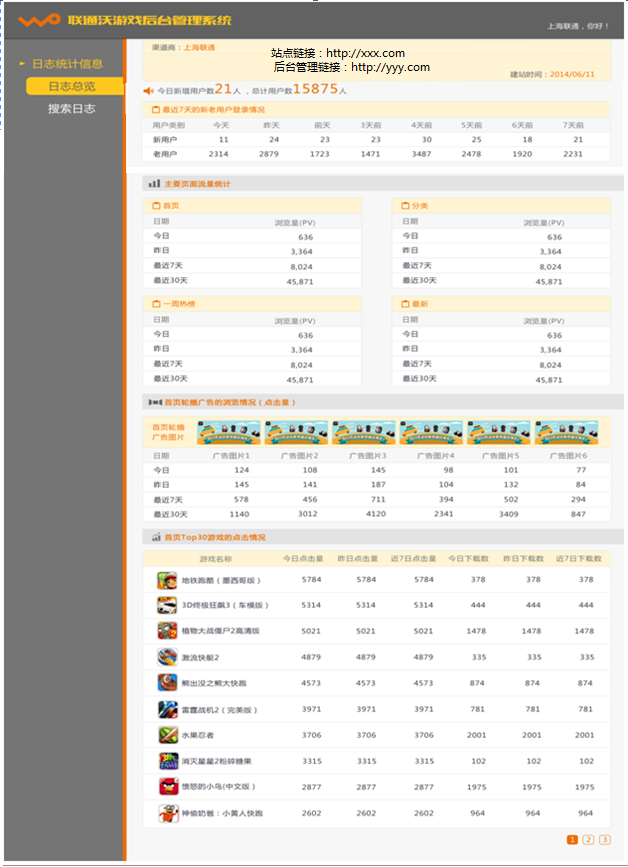 联通沃游戏后台管理系统
上海联通，你好！
日志统计信息
日志总览
搜索日志
渠道商：上海联通
站点链接：http://xxx.com
后台管理链接：http://yyy.com
建站时间：2014/06/11
今日新增用户数21人，总计用户数15875人
最近7天的新老用户登录情况
用户类别 今天 昨天 前天 3天前 4天前 5天前 6天前 7天前
新用户 11 24 23 23 30 25 18 21
老用户 2314 2879 1723 1471 3487 2478 1920 2231
主要页面流量统计
首页 分类
日期 浏览量(PV) 日期 浏览量(PV)
今日 636 今日 636
昨日 3,364 昨日 3,364
最近7天 8,024 最近7天 8,024
最近30天 45,871 最近30天 45,871
一周热榜 最新
日期 浏览量(PV) 日期 浏览量(PV)
今日 636 今日 636
昨日 3,364 昨日 3,364
最近7天 8,024 最近7天 8,024
最近30天 45,871 最近30天 45,871
首页轮播广告的浏览情况（点击量）
首页轮播
广告图片
日期 广告图片1 广告图片2 广告图片3 广告图片4 广告图片5 广告图片6
今日 124 108 145 98 101 77
昨日 145 141 187 104 132 84
最近7天 578 456 711 394 502 294
最近30天 1140 3012 4120 2341 3409 847
首页Top30游戏的点击情况
游戏名称 今日点击量 昨日点击量 近7日点击量 今日下载数 昨日下载数 近7日下载数
地铁跑酷（墨西哥版） 5784 5784 5784 378 378 378
3D终极狂飙3（车模版） 5314 5314 5314 444 444 444
植物大战僵尸2高清版 5021 5021 5021 1478 1478 1478
激流快艇2 4879 4879 4879 335 335 335
熊出没之熊大快跑 4573 4573 4573 874 874 874
雷霆战机2（完美版） 3971 3971 3971 781 781 781
水果忍者 3706 3706 3706 2001 2001 2001
消灭星星2粉碎糖果 3315 3315 3315 102 102 102
愤怒的小鸟(中文版) 2877 2877 2877 1975 1975 1975
神偷奶爸：小黄人快跑 2602 2602 2602 964 964 964
1 2 3